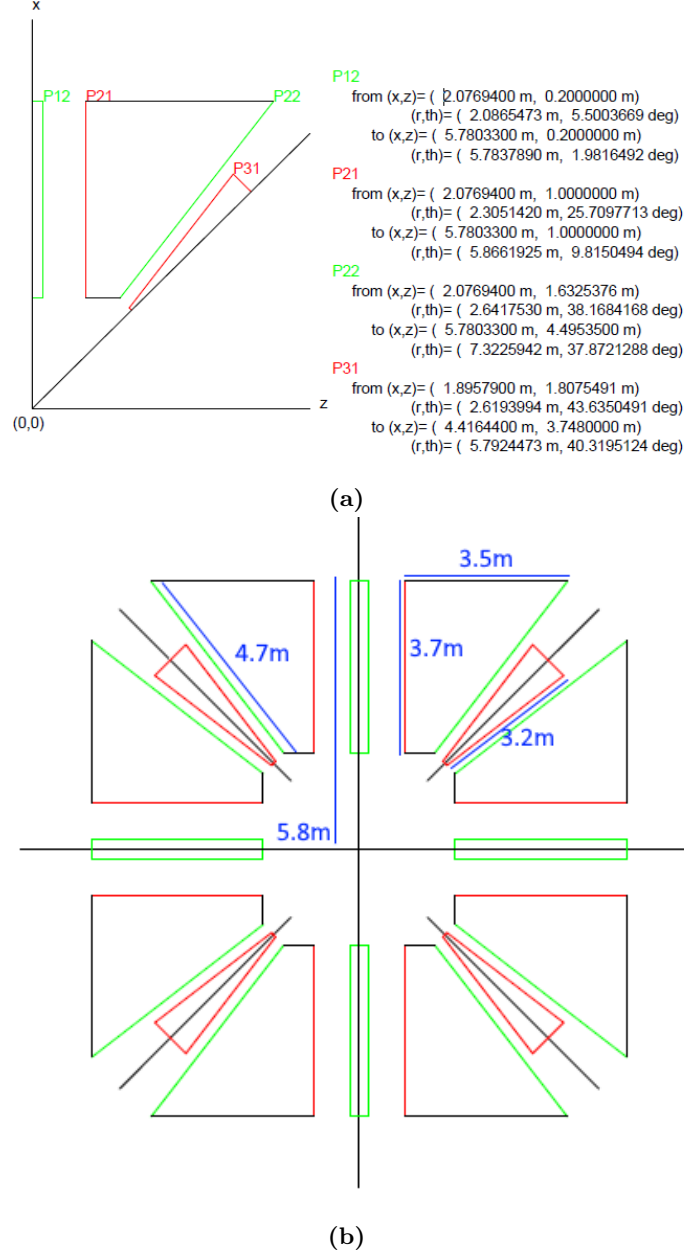 x
P12
P21
P22
P31
z
(0,0)
P12
from (x,z)= ( 2.0769400 m, 0.2000000 m)
(r,th)= ( 2.0865473 m, 5.5003669 deg)
to (x,z)= ( 5.7803300 m, 0.2000000 m)
(r,th)= ( 5.7837890 m, 1.9816492 deg)
P21
from (x,z)= ( 2.0769400 m, 1.0000000 m)
(r,th)= ( 2.3051420 m, 25.7097713 deg)
to (x,z)= ( 5.7803300 m, 1.0000000 m)
(r,th)= ( 5.8661925 m, 9.8150494 deg)
P22
from (x,z)= ( 2.0769400 m, 1.6325376 m)
(r,th)= ( 2.6417530 m, 38.1684168 deg)
to (x,z)= ( 5.7803300 m, 4.4953500 m)
(r,th)= ( 7.3225942 m, 37.8721288 deg)
P31
from (x,z)= ( 1.8957900 m, 1.8075491 m)
(r,th)= ( 2.6193994 m, 43.6350491 deg)
to (x,z)= ( 4.4164400 m, 3.7480000 m)
(r,th)= ( 5.7924473 m, 40.3195124 deg)
(a)
3.5m
4.7m
3.7m
3.2m
5.8m
(b)